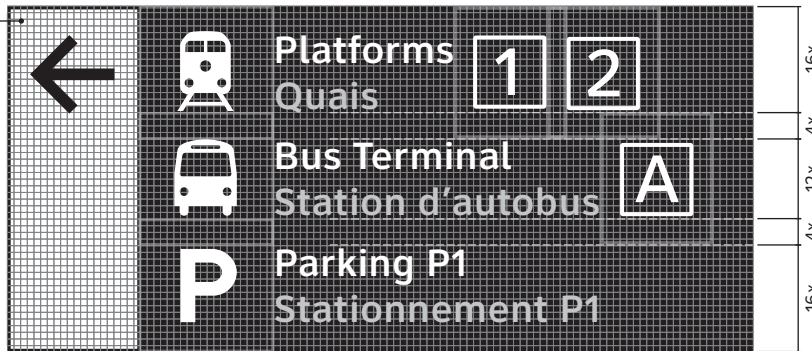 Platforms 1 2
Quais
Bus Terminal A
Station d'autobus
P Parking P1
Stationnement P1
16x
4x
12x
4x
16x